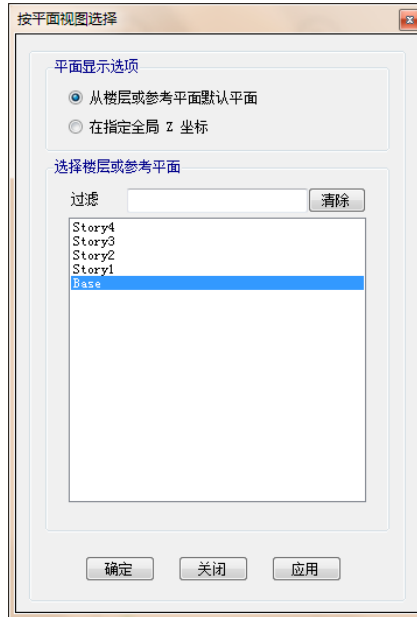 按平面视图选择
平面显示选项
从楼层或参考平面默认平面
在指定全局 Z 坐标
选择楼层或参考平面
过滤 清除
Story4
Story3
Story2
Story1
Base
确定 关闭 应用